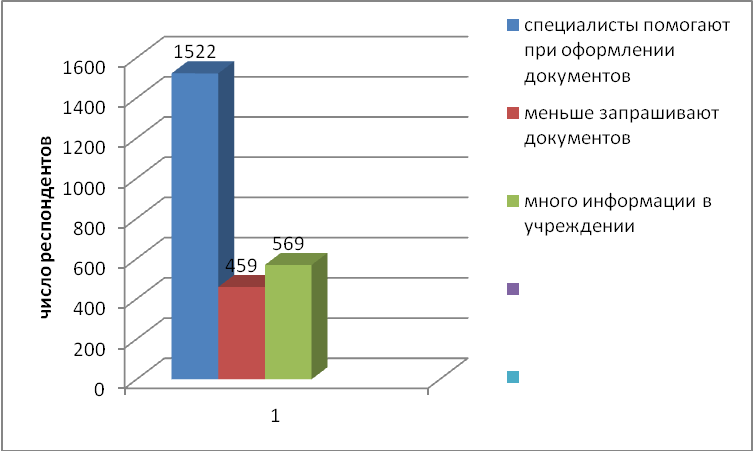 число респондентов
1600
1400
1200
1000
800
600
400
200
0
1522
459
569
1
специалисты помогают
при оформлении
документов
меньше запрашивают
документов
много информации в
учреждении